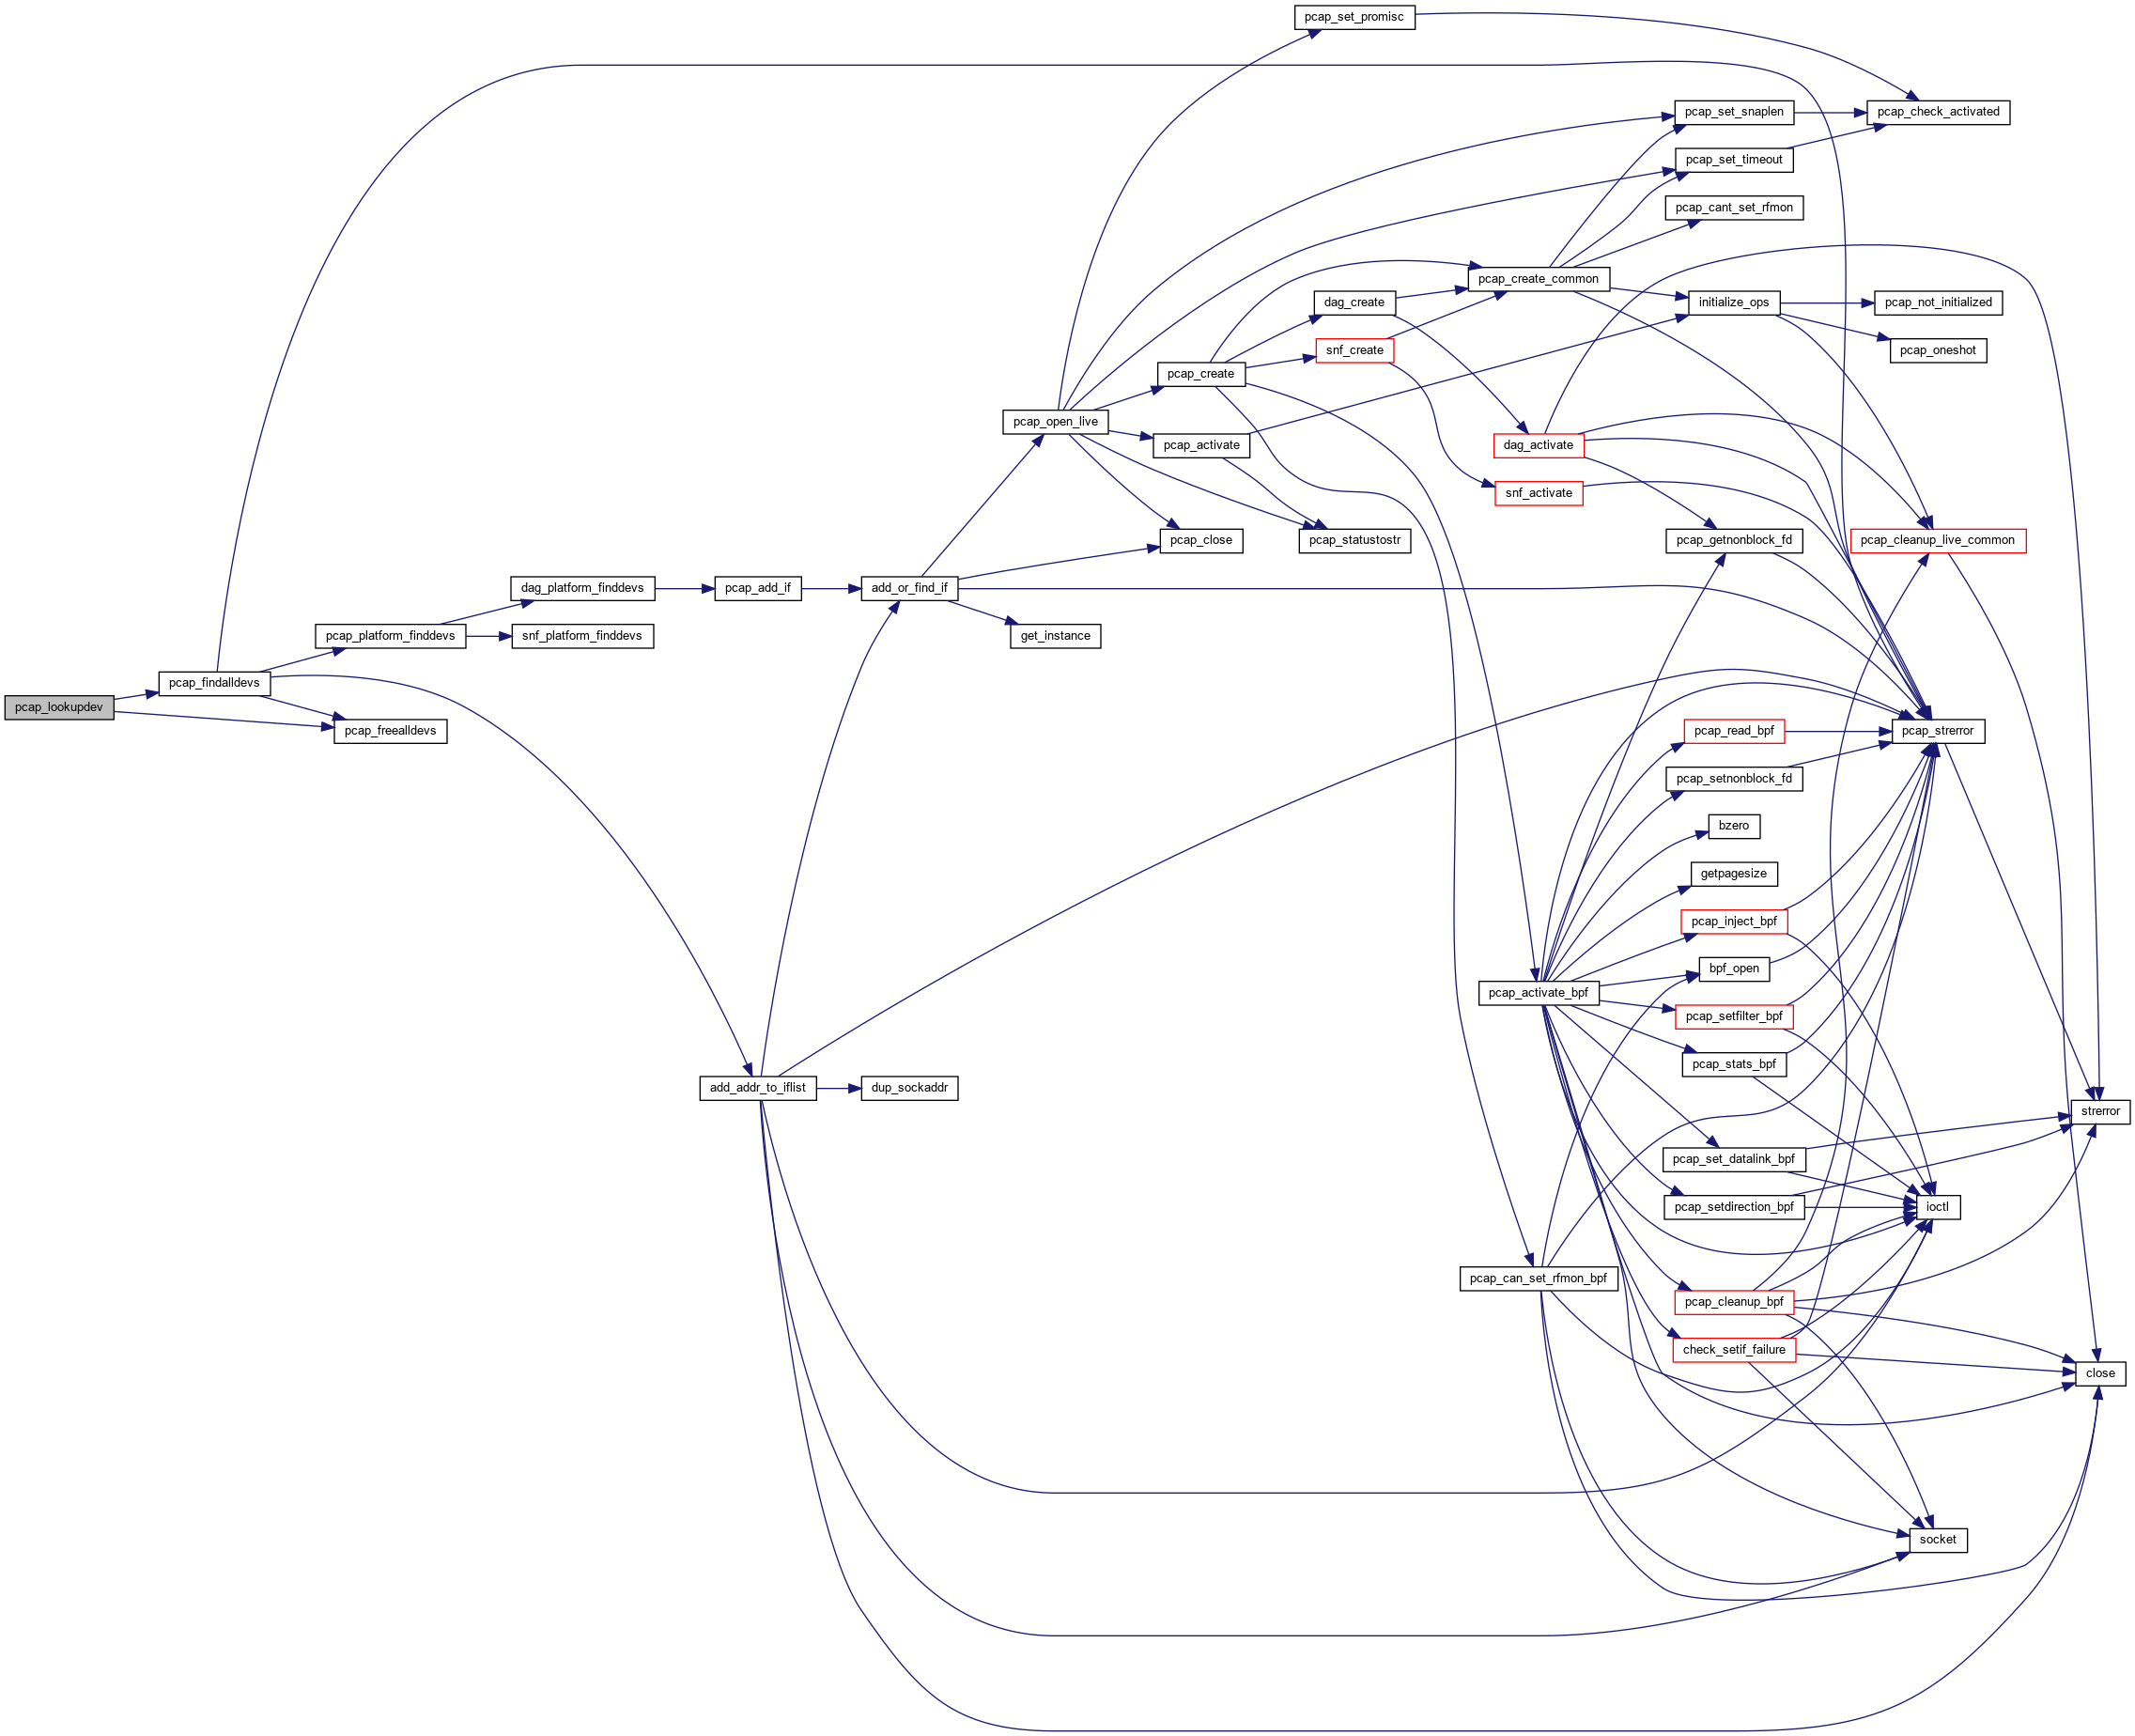 pcap_set_promisc
pcap_set_snaplen
pcap_check_activated
pcap_set_timeout
pcap_cant_set_rfmon
pcap_create_common
dag_create
initialize_ops
pcap_not_initialized
snf_create
pcap_oneshot
pcap_create
pcap_open_live
pcap_activate
dag_activate
snf_activate
pcap_close
pcap_statustostr
pcap_getnonblock_fd
pcap_cleanup_live_common
dag_platform_finddevs
pcap_add_if
add_or_find_if
pcap_platform_finddevs
snf_platform_finddevs
get_instance
pcap_findalldevs
pcap_lookupdev
pcap_freealldevs
pcap_read_bpf
pcap_strerror
pcap_setnonblock_fd
bzero
getpagesize
pcap_inject_bpf
bpf_open
pcap_activate_bpf
pcap_setfilter_bpf
pcap_stats_bpf
add_addr_to_iflist
dup_sockaddr
strerror
pcap_set_datalink_bpf
pcap_setdirection_bpf
ioctl
pcap_can_set_rfmon_bpf
pcap_cleanup_bpf
check_setif_failure
close
socket